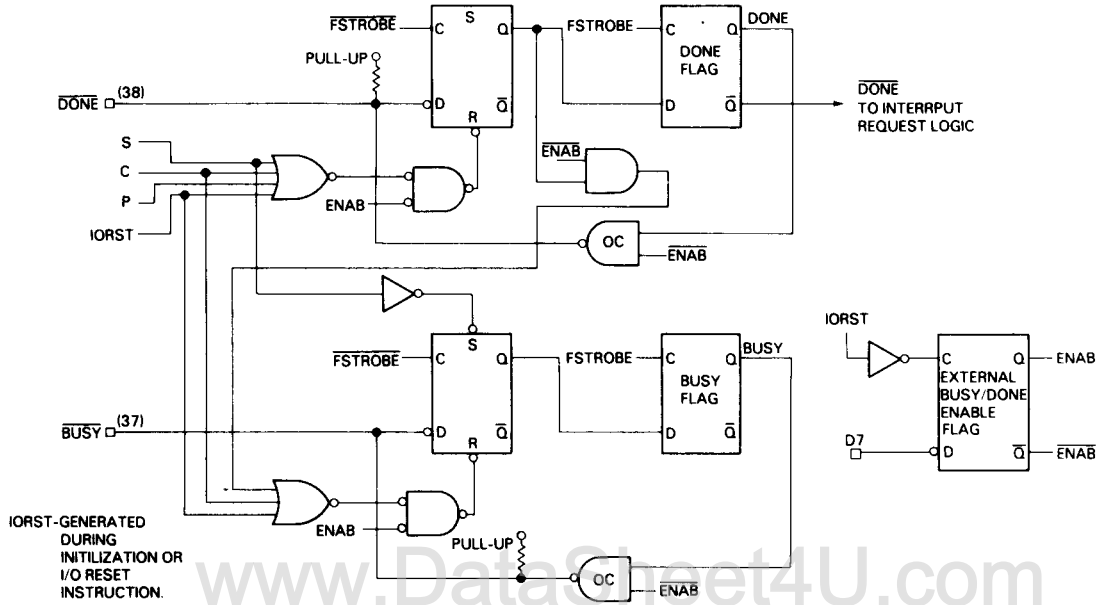 FSTROBE
C
S
Q
D
Q
R
PULL-UP
DONE
(38)
FSTROBE
C
Q
DONE
DONE
FLAG
D
Q
DONE
TO INTERRPUT
REQUEST LOGIC
S
C
P
IORST
ENAB
ENAB
OC
ENAB
FSTROBE
C
S
Q
D
Q
R
BUSY
(37)
FSTROBE
C
Q
BUSY
BUSY
FLAG
D
Q
IORST
C
Q
ENAB
EXTERNAL
BUSY/DONE
ENABLE
FLAG
D7
D
Q
ENAB
ENAB
PULL-UP
OC
ENAB
IORST-GENERATED
DURING
INITILIZATION OR
I/O RESET
INSTRUCTION.
www.DataSheet4U.com